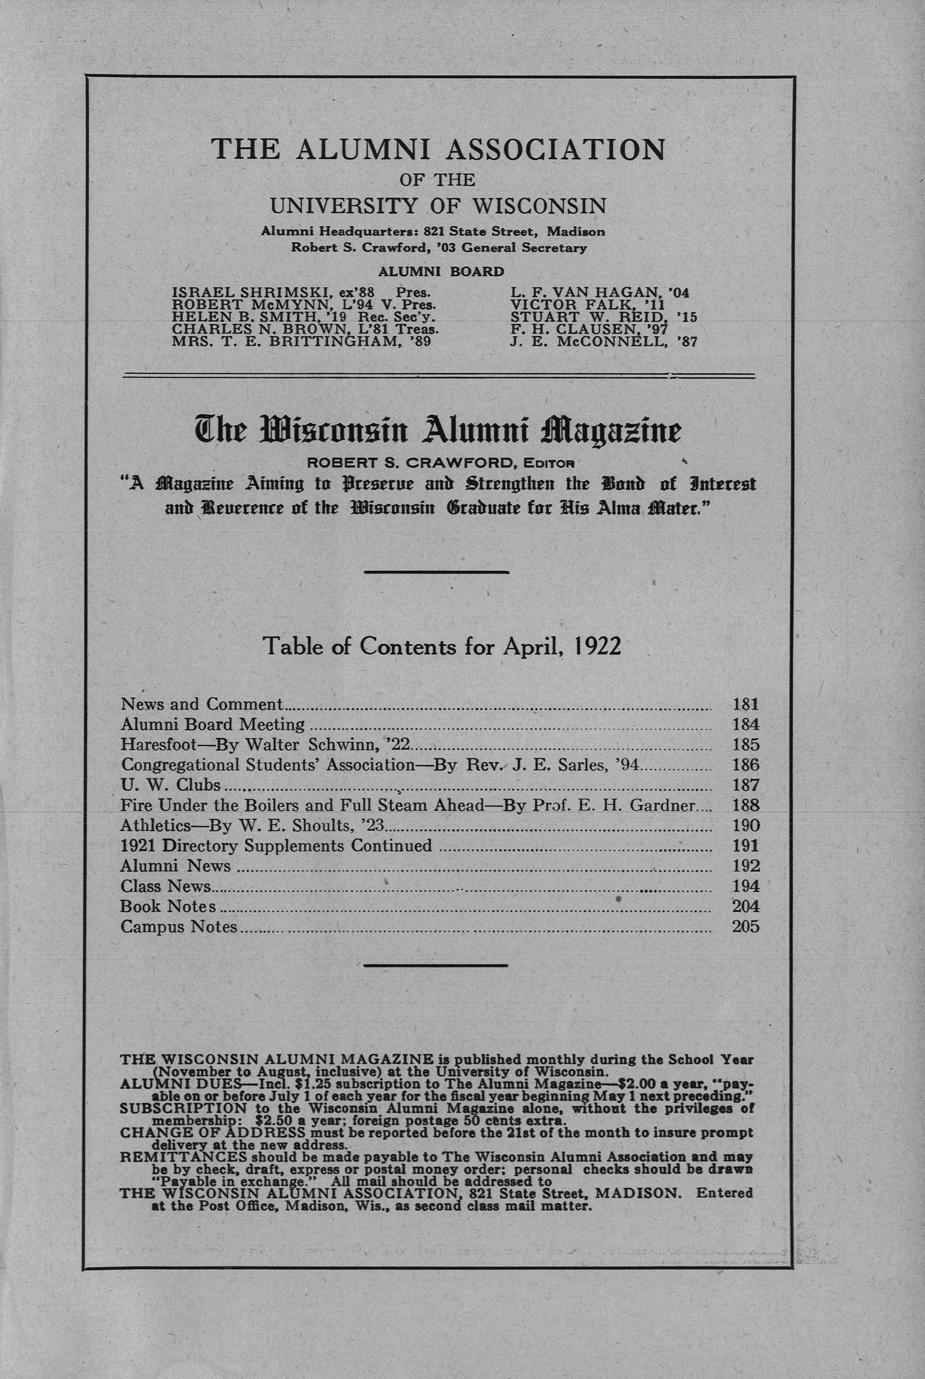 THE ALUMNI ASSOCIATION
OF THE
UNIVERSITY OF WISCONSIN
Alumni Headquarters: 821 State Street, Madison
Robert S. Crawford, '03 General Secretary
ALUMNI BOARD
ISRAEL SHRIMSKI, ex'88 Pres.
ROBERT McMYNN, L'94 V. Pres.
HELEN B. SMITH, '19 Rec. Sec'y.
CHARLES N. BROWN, L'81 Treas.
MRS. T. E. BRITTINGHAM, '89
L. F. VAN HAGAN, '04
VICTOR FALK, '11
STUART W. REID, '15
F. H. CLAUSEN, '97
J. E. McCONNELL, '87
The Wisconsin Alumni Magazine
ROBERT S. CRAWFORD, EDITOR
"A Magazine Aiming to Preserve and Strengthen the Bond of Interest
and Reverence of the Wisconsin Graduate for His Alma Mater."
Table of Contents for April, 1922
News and Comment 181
Alumni Board Meeting 184
Haresfoot—By Walter Schwinn, '22 185
Congregational Students' Association—By Rev. J. E. Sarles, '94 186
U. W. Clubs 187
Fire Under the Boilers and Full Steam Ahead—By Prof. E. H. Gardner 188
Athletics—By W. E. Shoults, '23 190
1921 Directory Supplements Continued 191
Alumni News 192
Class News 194
Book Notes 204
Campus Notes 205
THE WISCONSIN ALUMNI MAGAZINE is published monthly during the School Year
(November to August, inclusive) at the University of Wisconsin.
ALUMNI DUES—Incl. $1.25 subscription to The Alumni Magazine—$2.00 a year, "pay-
able on or before July 1 of each year for the fiscal year beginning May 1 next preceding."
SUBSCRIPTION to the Wisconsin Alumni Magazine alone, without the privileges of
membership: $2.50 a year; foreign postage 50 cents extra.
CHANGE OF ADDRESS must be reported before the 21st of the month to insure prompt
delivery at the new address.
REMITTANCES should be made payable to The Wisconsin Alumni Association and may
be by check, draft, express or postal money order; personal checks should be drawn
"Payable in exchange." All mail should be addressed to
THE WISCONSIN ALUMNI ASSOCIATION, 821 State Street, MADISON. Entered
at the Post Office, Madison, Wis., as second class mail matter.